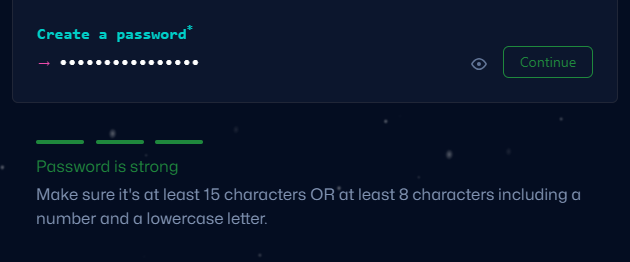 Create a password*
→ ••••••••••••••••
Continue
Password is strong
Make sure it's at least 15 characters OR at least 8 characters including a
number and a lowercase letter.